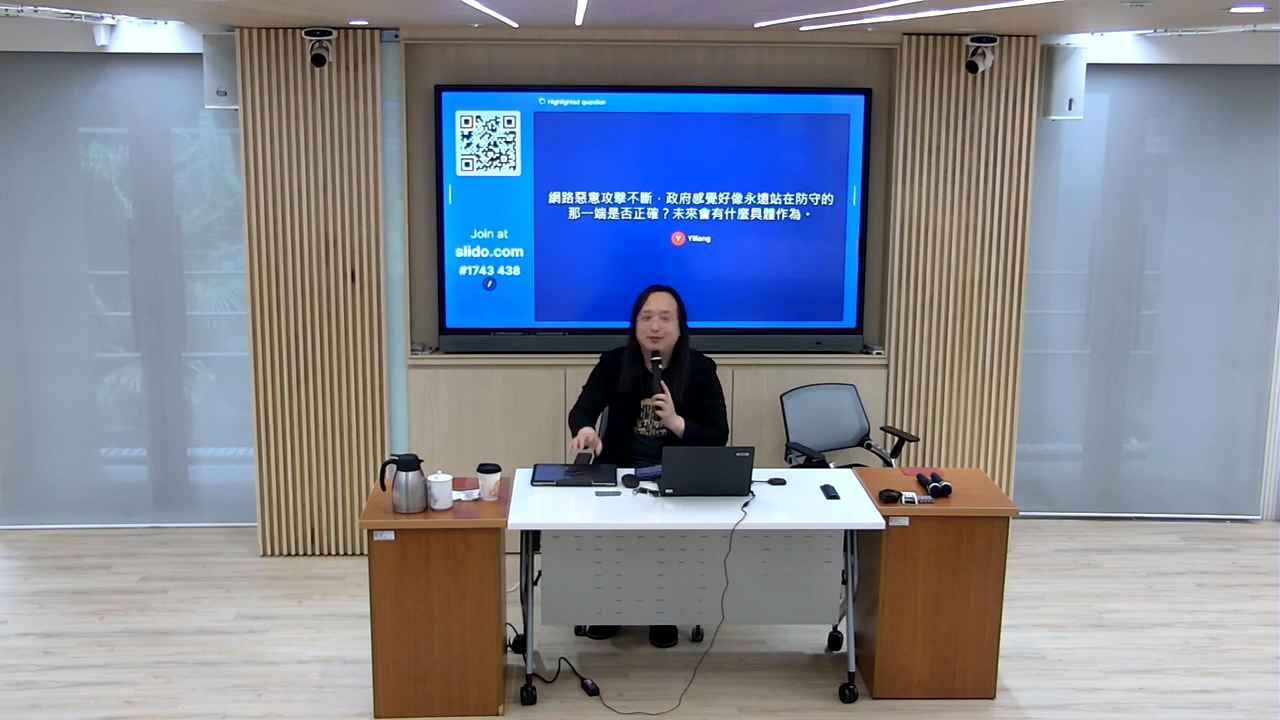 Highlighted question
網路惡意攻擊不斷，政府感覺好像永遠站在防守的
那一端是否正確？未來會有什麼具體作為。
Y
Yiliang
Join at
slido.com
#1743 438